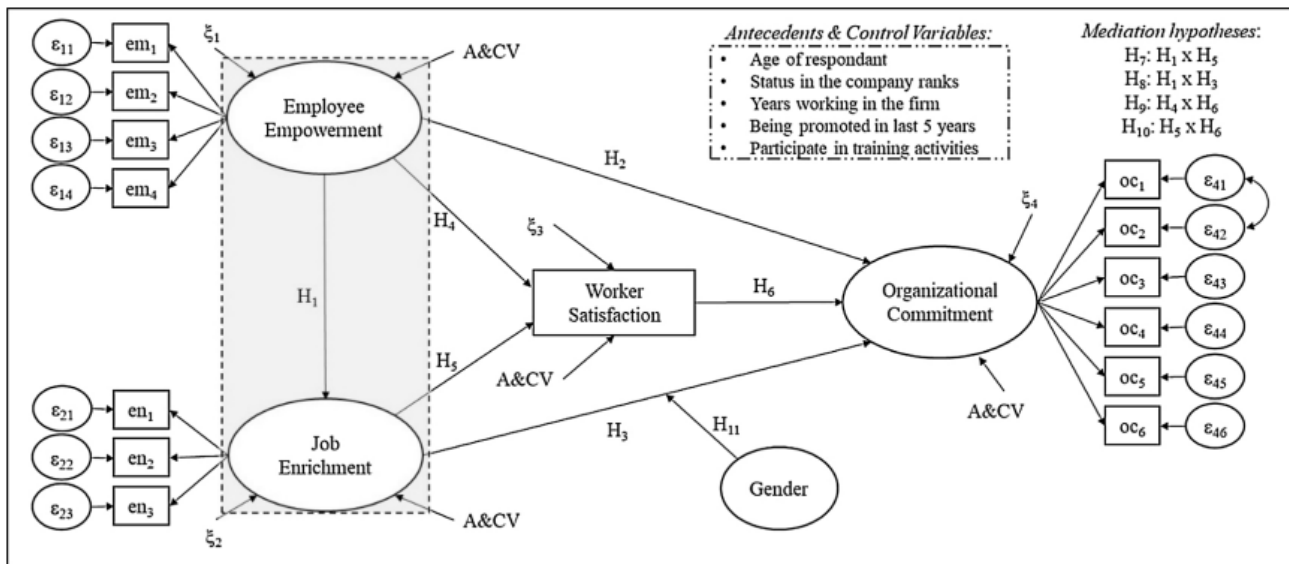 ε11
em1
ε12
em2
ε13
em3
ε14
em4
ξ1
A&CV
Employee
Empowerment
Antecedents & Control Variables:
• Age of respondant
• Status in the company ranks
• Years working in the firm
• Being promoted in last 5 years
• Participate in training activities
Mediation hypotheses:
H7: H1 x H5
H8: H1 x H3
H9: H4 x H6
H10: H5 x H6
H2
H4
H1
ξ3
Worker
Satisfaction
H6
H5
A&CV
ξ4
Organizational
Commitment
A&CV
oc1
ε41
oc2
ε42
oc3
ε43
oc4
ε44
oc5
ε45
oc6
ε46
ε21
en1
ε22
en2
ε23
en3
Job
Enrichment
ξ2
A&CV
H3
H11
Gender